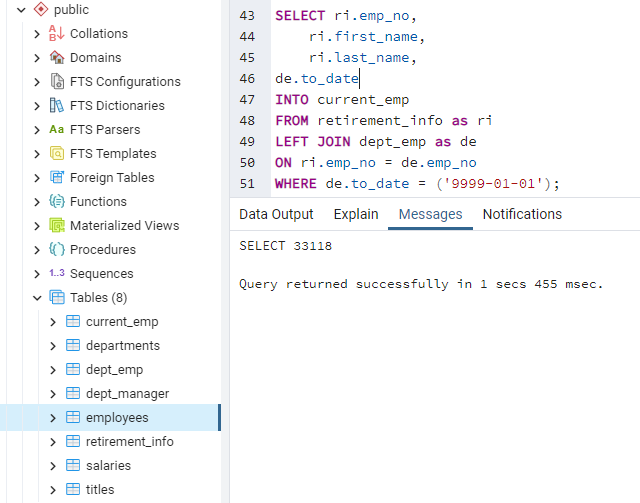 public
Collations
Domains
FTS Configurations
FTS Dictionaries
Aa FTS Parsers
FTS Templates
Foreign Tables
Functions
Materialized Views
Procedures
1..3 Sequences
Tables (8)
current_emp
departments
dept_emp
dept_manager
employees
retirement_info
salaries
titles
43 SELECT ri.emp_no,
44 ri.first_name,
45 ri.last_name,
46 de.to_date
47 INTO current_emp
48 FROM retirement_info as ri
49 LEFT JOIN dept_emp as de
50 ON ri.emp_no = de.emp_no
51 WHERE de.to_date = ('9999-01-01');
Data Output Explain Messages Notifications
SELECT 33118
Query returned successfully in 1 secs 455 msec.